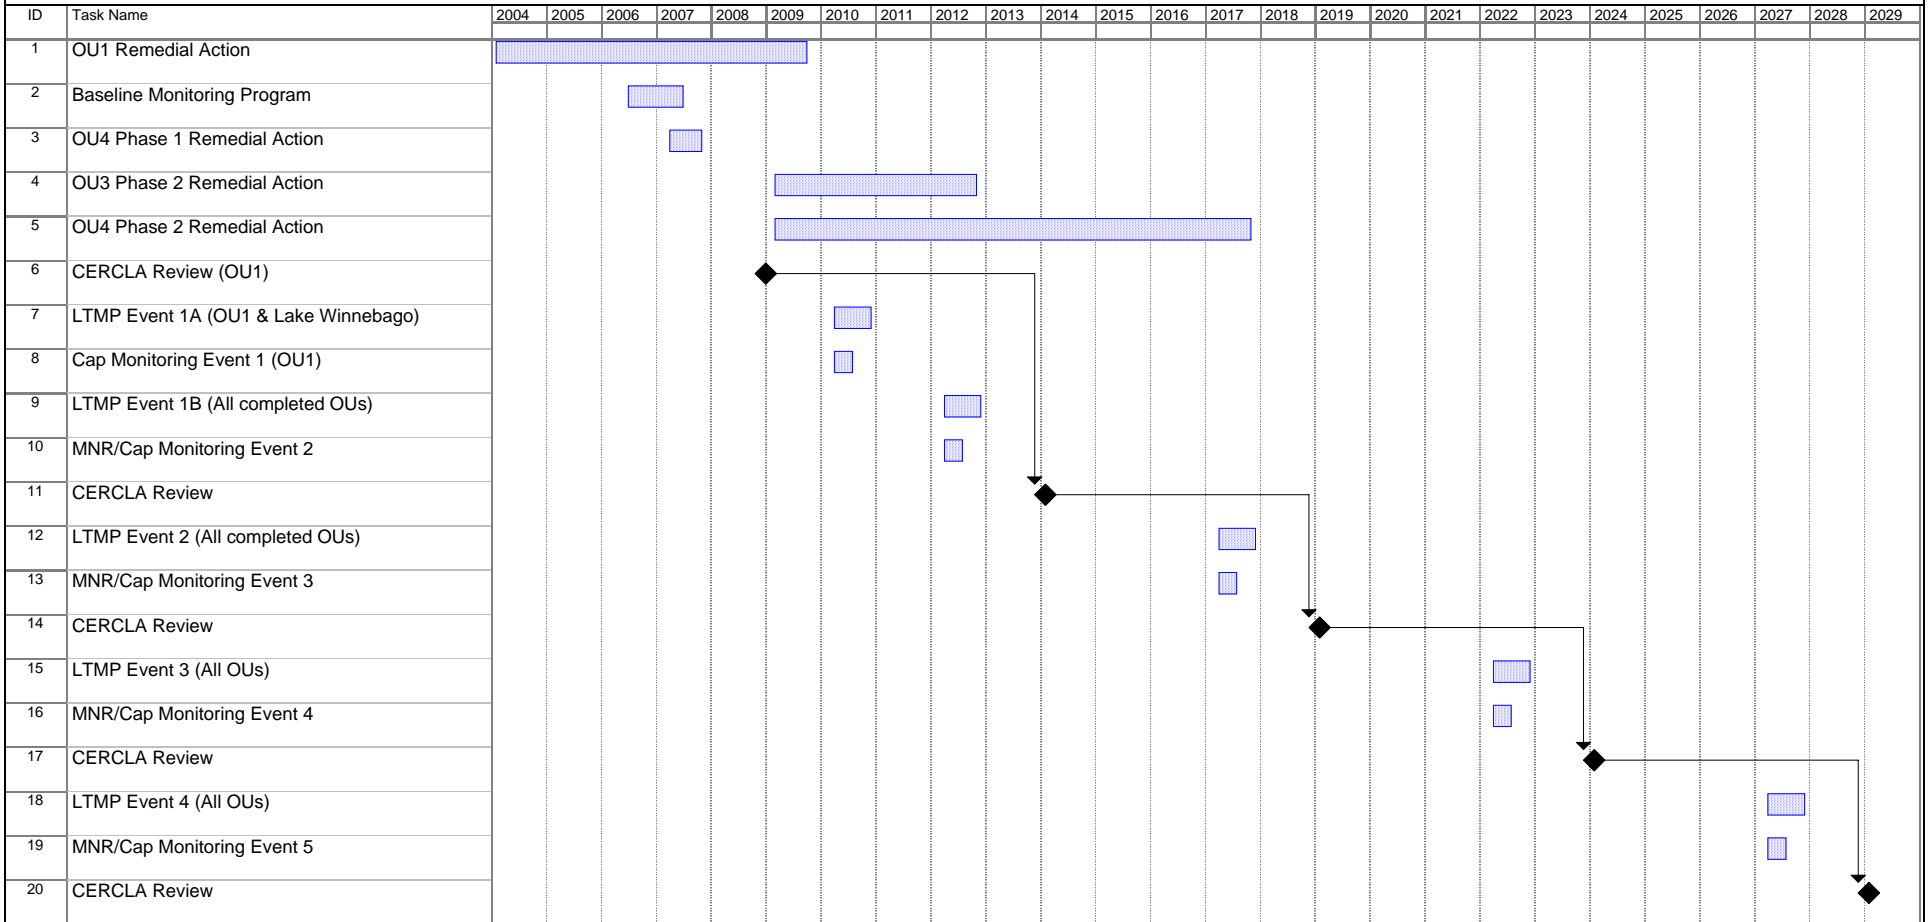 ID Task Name 2004 2005 2006 2007 2008 2009 2010 2011 2012 2013 2014 2015 2016 2017 2018 2019 2020 2021 2022 2023 2024 2025 2026 2027 2028 2029
1 OU1 Remedial Action
2 Baseline Monitoring Program
3 OU4 Phase 1 Remedial Action
4 OU3 Phase 2 Remedial Action
5 OU4 Phase 2 Remedial Action
6 CERCLA Review (OU1)
7 LTMP Event 1A (OU1 & Lake Winnebago)
8 Cap Monitoring Event 1 (OU1)
9 LTMP Event 1B (All completed OUs)
10 MNR/Cap Monitoring Event 2
11 CERCLA Review
12 LTMP Event 2 (All completed OUs)
13 MNR/Cap Monitoring Event 3
14 CERCLA Review
15 LTMP Event 3 (All OUs)
16 MNR/Cap Monitoring Event 4
17 CERCLA Review
18 LTMP Event 4 (All OUs)
19 MNR/Cap Monitoring Event 5
20 CERCLA Review